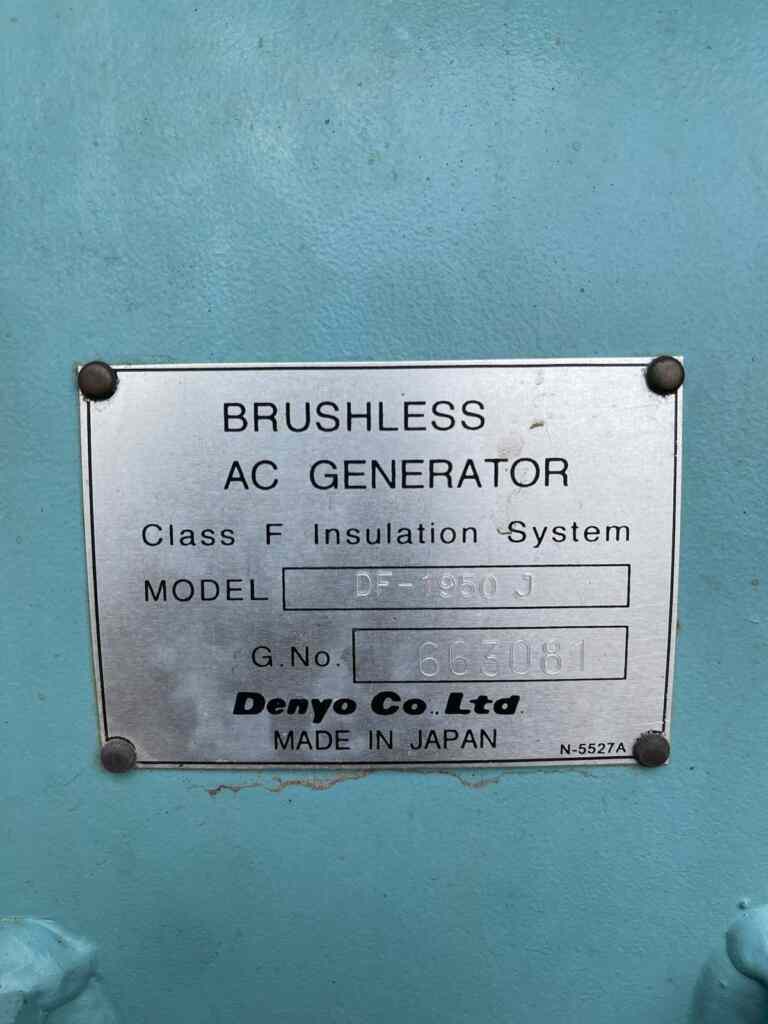 BRUSHLESS
AC GENERATOR
Class F Insulation System
MODEL DF-1950 J
G.No. 663081
Denyo Co.,Ltd.
MADE IN JAPAN
N-5527A